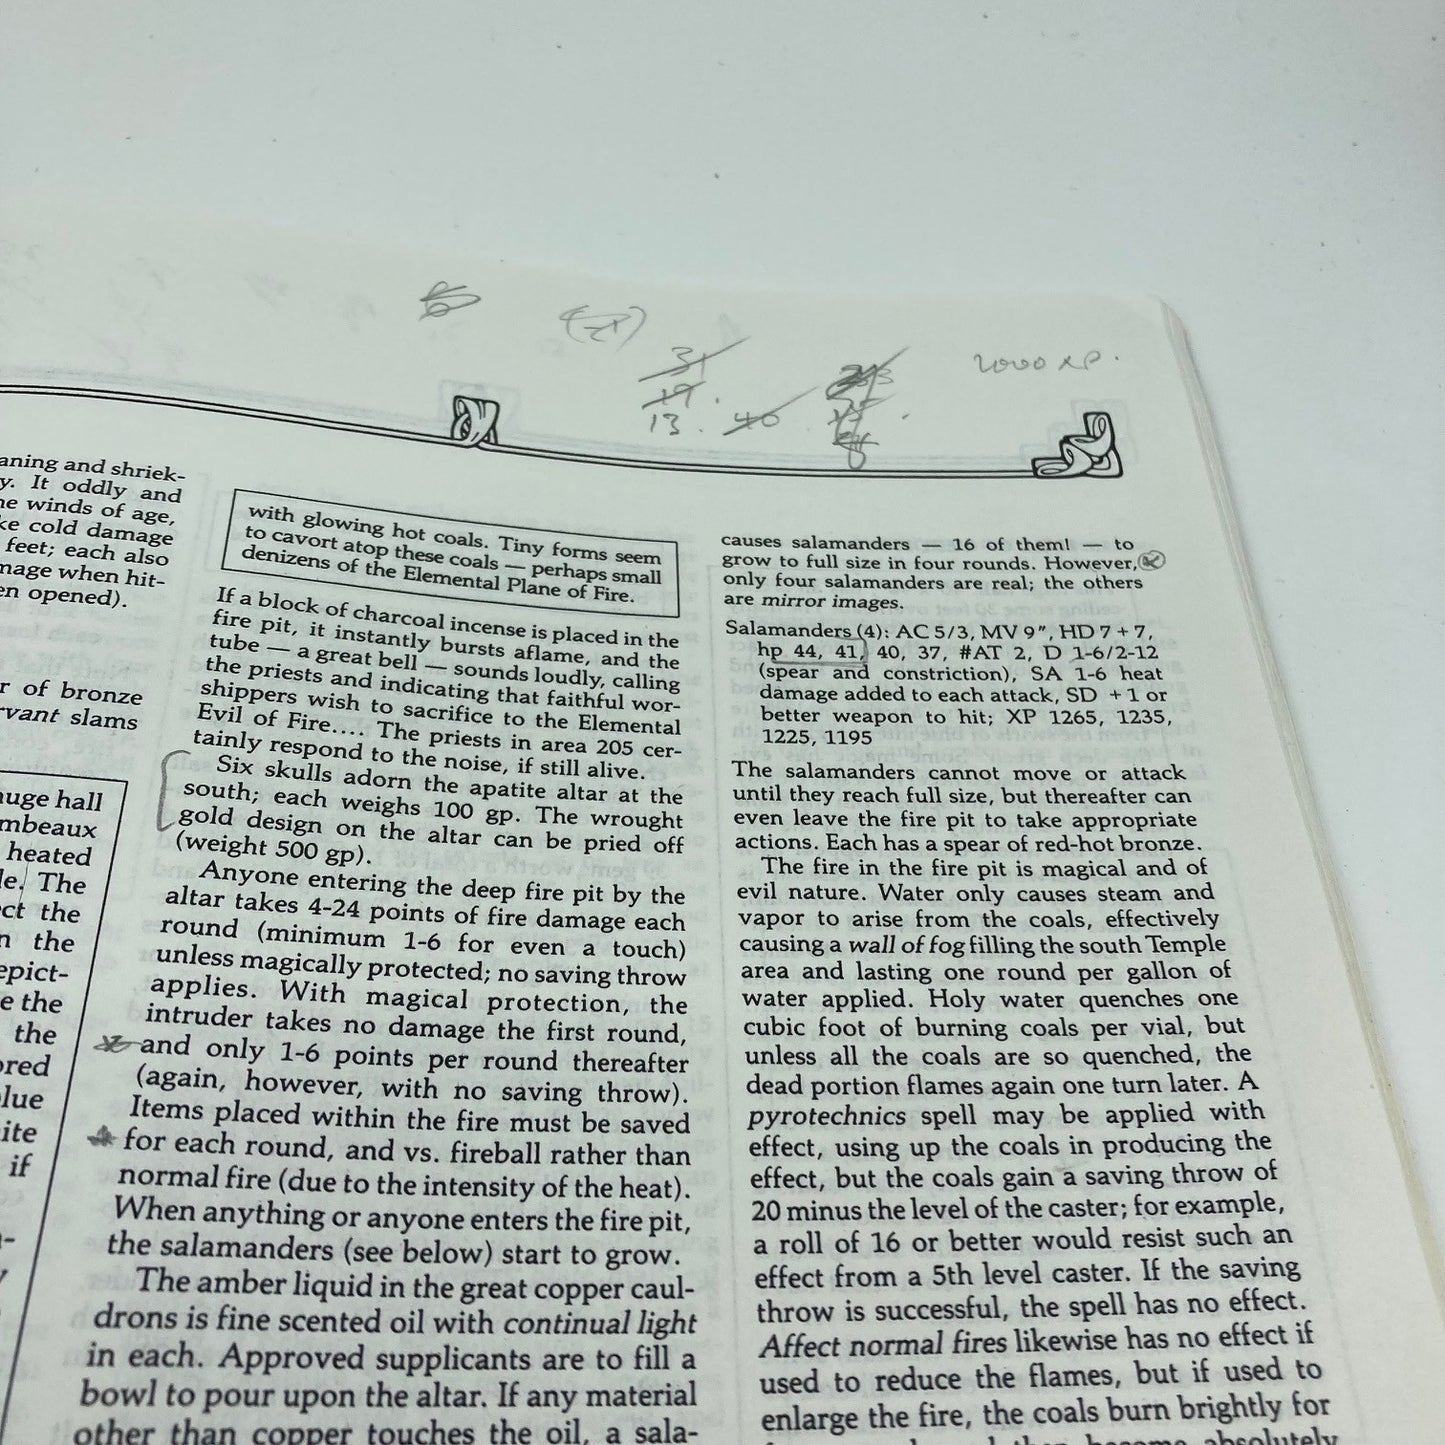 31
19
13
40
2000 XP.
aning and shriek-
y. It oddly and
ne winds of age,
ke cold damage
feet; each also
mage when hit-
en opened).
r of bronze
rvant slams
uge hall
mbeaux
heated
le. The
ct the
n the
epict-
e the
the
ored
lue
ite
if
with glowing hot coals. Tiny forms seem
to cavort atop these coals — perhaps small
denizens of the Elemental Plane of Fire.
If a block of charcoal incense is placed in the
fire pit, it instantly bursts aflame, and the
tube — a great bell — sounds loudly, calling
the priests and indicating that faithful wor-
shippers wish to sacrifice to the Elemental
Evil of Fire.... The priests in area 205 cer-
tainly respond to the noise, if still alive.
Six skulls adorn the apatite altar at the
south; each weighs 100 gp. The wrought
gold design on the altar can be pried off
(weight 500 gp).
Anyone entering the deep fire pit by the
altar takes 4-24 points of fire damage each
round (minimum 1-6 for even a touch)
unless magically protected; no saving throw
applies. With magical protection, the
intruder takes no damage the first round,
and only 1-6 points per round thereafter
(again, however, with no saving throw).
Items placed within the fire must be saved
for each round, and vs. fireball rather than
normal fire (due to the intensity of the heat).
When anything or anyone enters the fire pit,
the salamanders (see below) start to grow.
The amber liquid in the great copper caul-
drons is fine scented oil with continual light
in each. Approved supplicants are to fill a
bowl to pour upon the altar. If any material
other than copper touches the oil, a sala-
causes salamanders — 16 of them! — to
grow to full size in four rounds. However,
only four salamanders are real; the others
are mirror images.
Salamanders (4): AC 5/3, MV 9", HD 7 + 7,
hp 44, 41, 40, 37, #AT 2, D 1-6/2-12
(spear and constriction), SA 1-6 heat
damage added to each attack, SD +1 or
better weapon to hit; XP 1265, 1235,
1225, 1195
The salamanders cannot move or attack
until they reach full size, but thereafter can
even leave the fire pit to take appropriate
actions. Each has a spear of red-hot bronze.
The fire in the fire pit is magical and of
evil nature. Water only causes steam and
vapor to arise from the coals, effectively
causing a wall of fog filling the south Temple
area and lasting one round per gallon of
water applied. Holy water quenches one
cubic foot of burning coals per vial, but
unless all the coals are so quenched, the
dead portion flames again one turn later. A
pyrotechnics spell may be applied with
effect, using up the coals in producing the
effect, but the coals gain a saving throw of
20 minus the level of the caster; for example,
a roll of 16 or better would resist such an
effect from a 5th level caster. If the saving
throw is successful, the spell has no effect.
Affect normal fires likewise has no effect if
used to reduce the flames, but if used to
enlarge the fire, the coals burn brightly for
absolutely